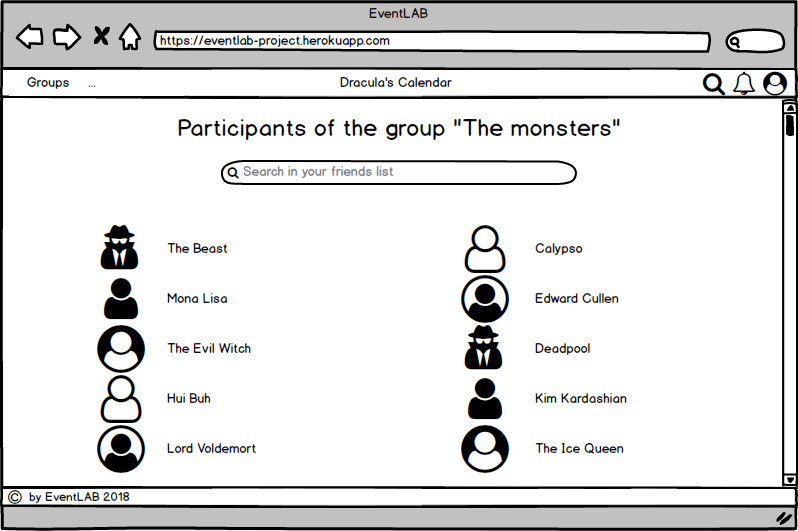 EventLAB
https://eventlab-project.herokuapp.com
Groups ... Dracula's Calendar
Participants of the group "The monsters"
Search in your friends list
The Beast
Calypso
Mona Lisa
Edward Cullen
The Evil Witch
Deadpool
Hui Buh
Kim Kardashian
Lord Voldemort
The Ice Queen
© by EventLAB 2018